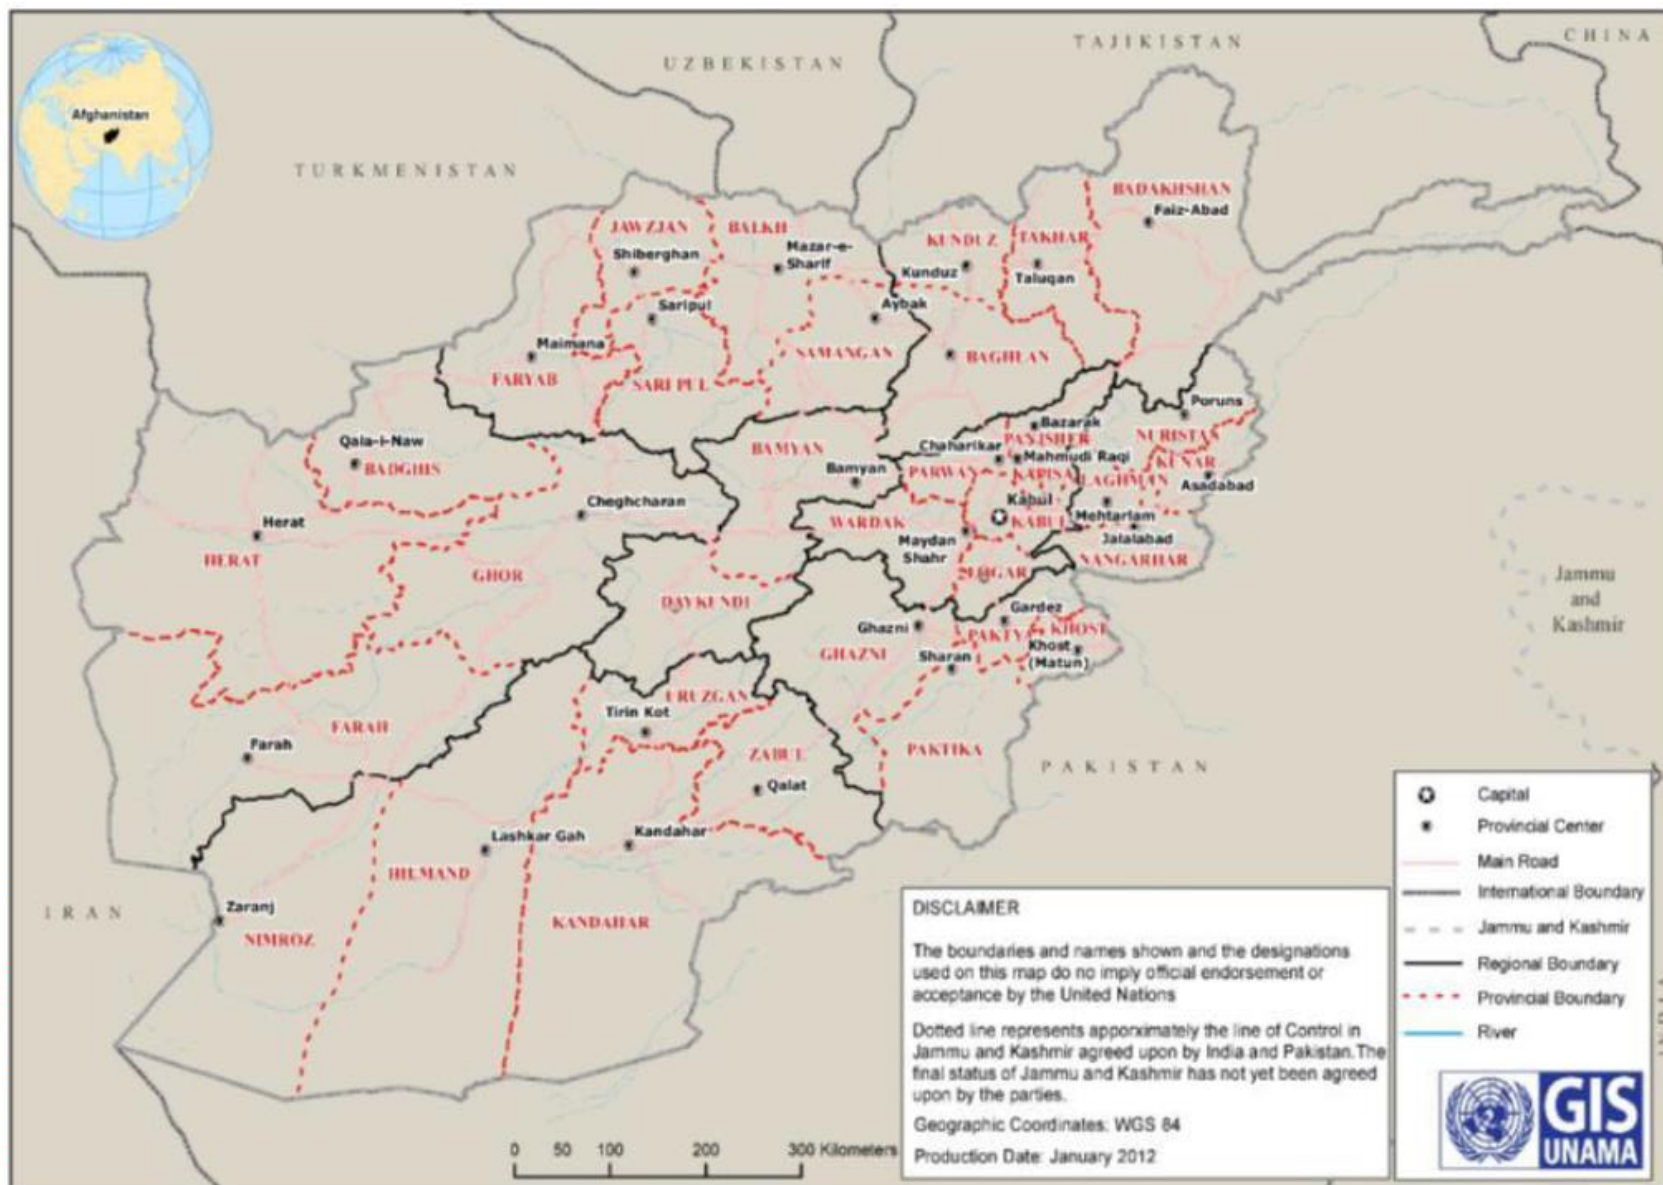 Afghanistan
UZBEKISTAN
TAJIKISTAN
CHINA
TURKMENISTAN
BADAKHSHAN
Faiz-Abad
JAWZJAN
Shiberghan
BALKH
Mazar-e-
Sharif
KUNDUZ
Kunduz
TAKHAR
Taluqan
Saripul
Aybak
Maimana
FARYAB
SARI PUL
SAMANGAN
BAGHLAN
Poruns
Bazarak
PANJSHER
NURISTAN
Qala-i-Naw
BADGHIS
BAMYAN
Bamyan
Chaharikar
Mahmudi Raqi
PARWAN
KAPISA
LAGHMAN
KUNAR
Asadabad
Cheghcharan
Herat
HERAT
GHOR
WARDAK
Kabul
KABUL
Mehtarlam
Jalalabad
Maydan
Shahr
LOGAR
NANGARHAR
DAYKUNDI
Gardez
Ghazni
GHAZNI
PAKTYA
KHOST
Khost
(Matun)
Sharan
Jammu
and
Kashmir
URUZGAN
Tirin Kot
FARAH
Farah
ZABUL
Qalat
PAKTIKA
PAKISTAN
Lashkar Gah
Kandahar
HILMAND
KANDAHAR
IRAN
Zaranj
NIMROZ
INDIA
Capital
Provincial Center
Main Road
International Boundary
Jammu and Kashmir
Regional Boundary
Provincial Boundary
River
GIS
UNAMA
DISCLAIMER
The boundaries and names shown and the designations
used on this map do no imply official endorsement or
acceptance by the United Nations
Dotted line represents apporximately the line of Control in
Jammu and Kashmir agreed upon by India and Pakistan.The
final status of Jammu and Kashmir has not yet been agreed
upon by the parties.
Geographic Coordinates: WGS 84
Production Date: January 2012
0 50 100 200 300 Kilometers